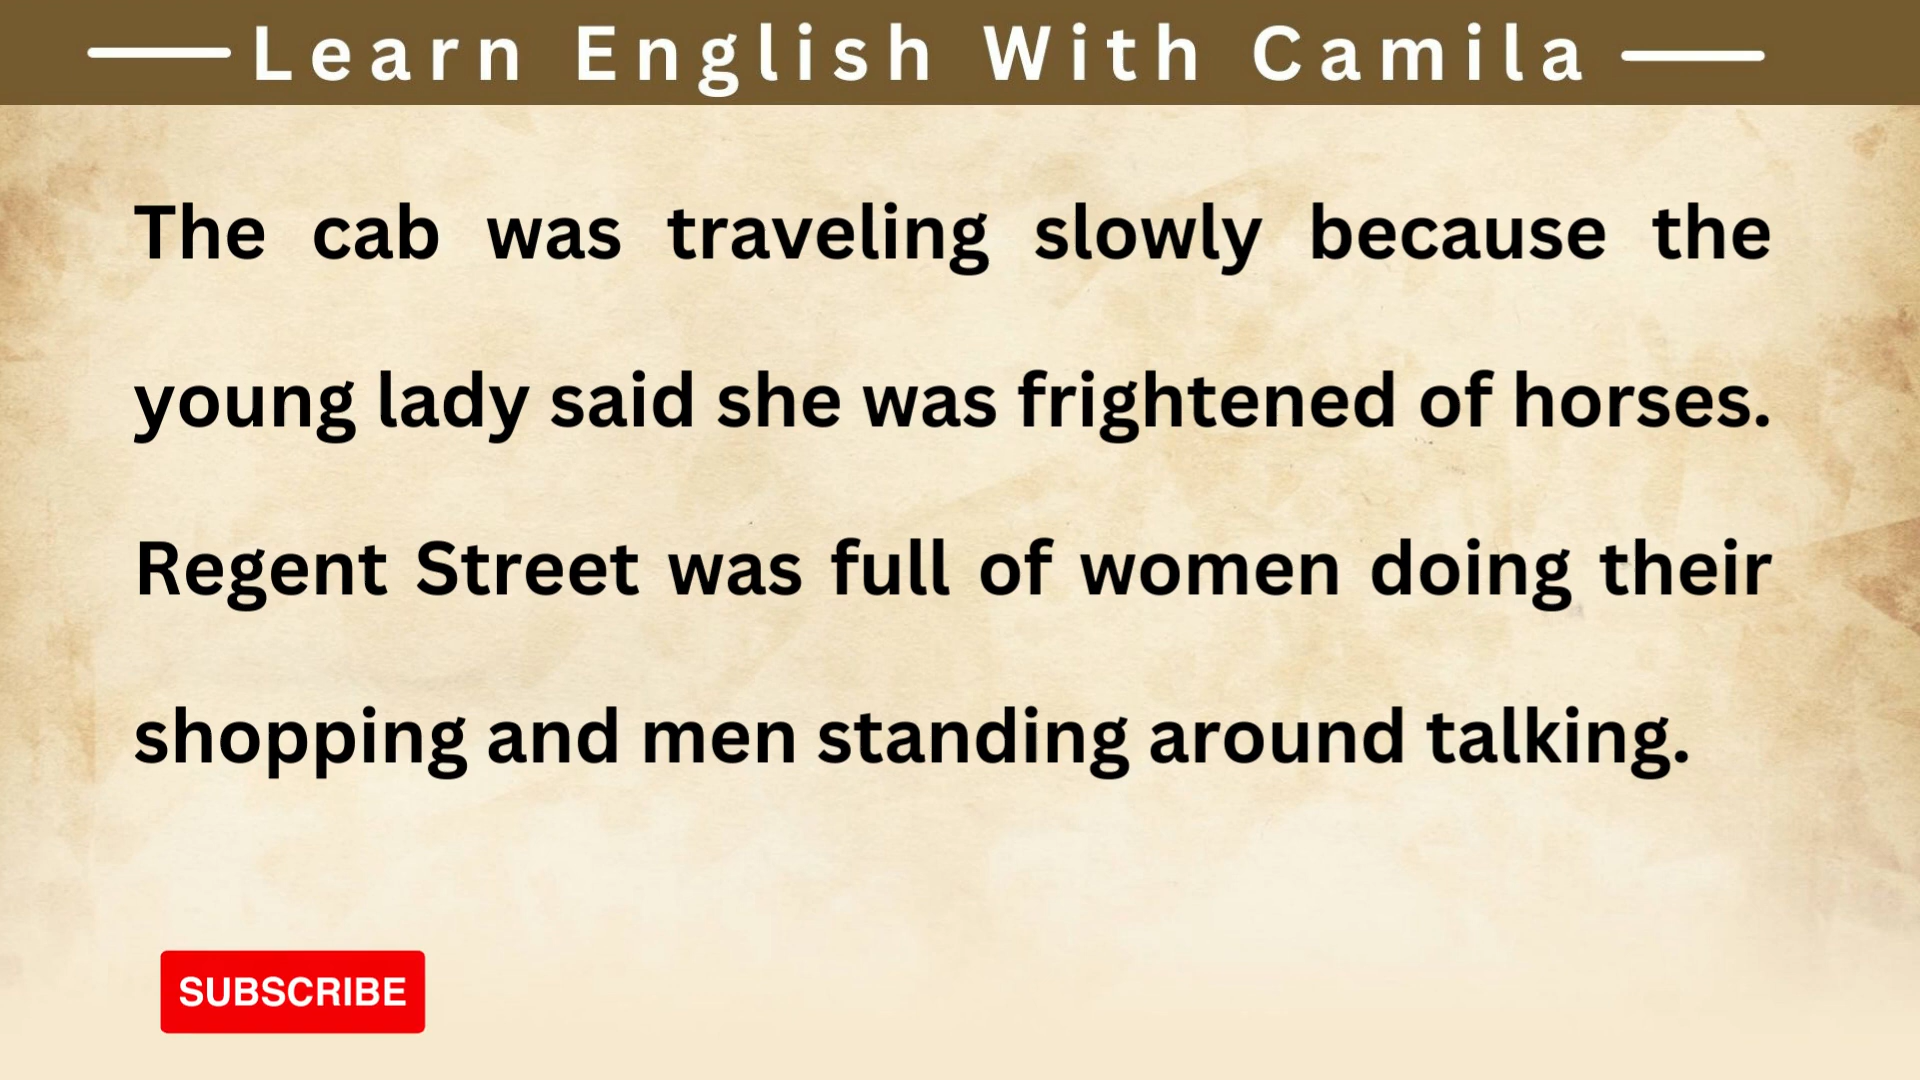 Learn English With Camila
The cab was traveling slowly because the
young lady said she was frightened of horses.
Regent Street was full of women doing their
shopping and men standing around talking.
SUBSCRIBE